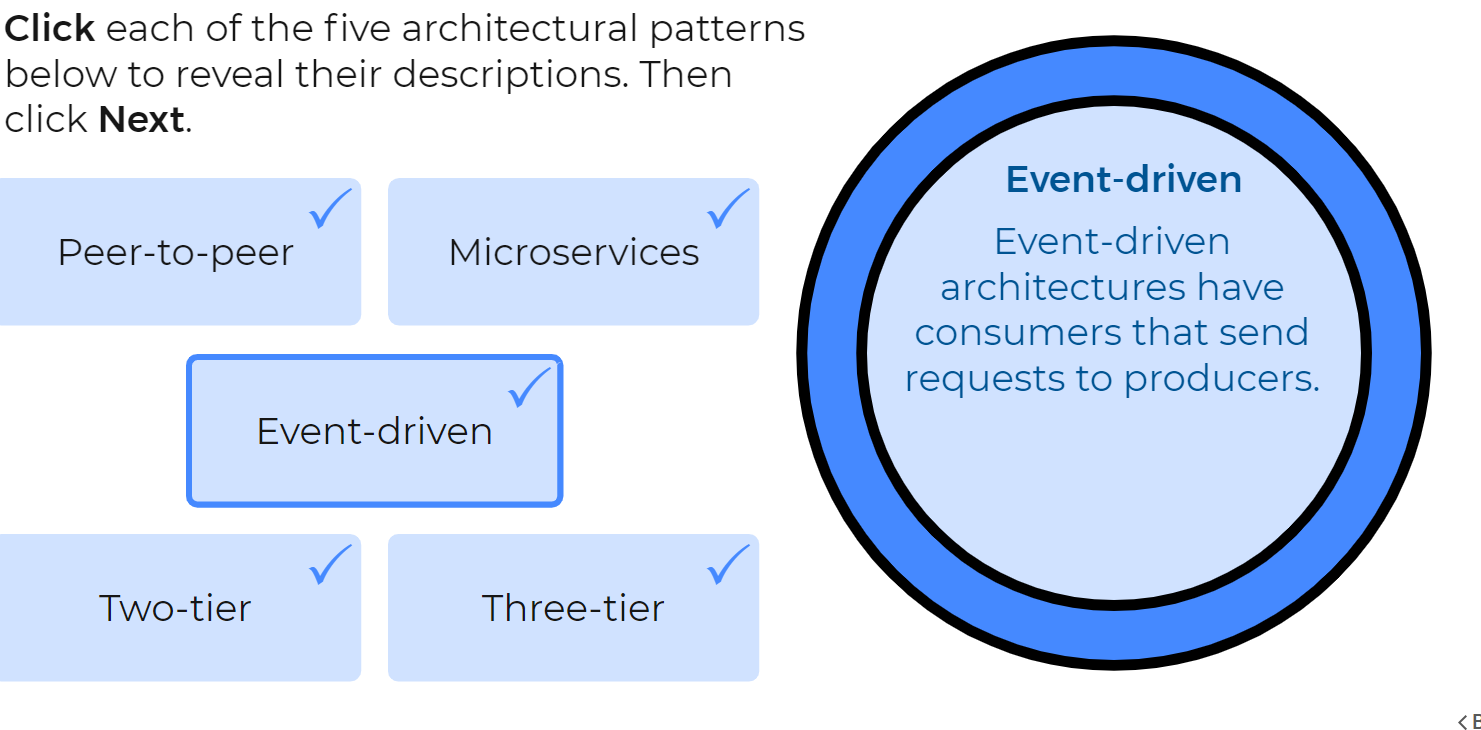 Click each of the five architectural patterns
below to reveal their descriptions. Then
click Next.
Peer-to-peer
Microservices
Event-driven
Two-tier
Three-tier
Event-driven
Event-driven
architectures have
consumers that send
requests to producers.